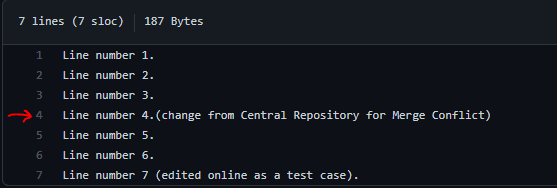 7 lines (7 sloc) 187 Bytes
1 Line number 1.
2 Line number 2.
3 Line number 3.
4 Line number 4.(change from Central Repository for Merge Conflict)
5 Line number 5.
6 Line number 6.
7 Line number 7 (edited online as a test case).